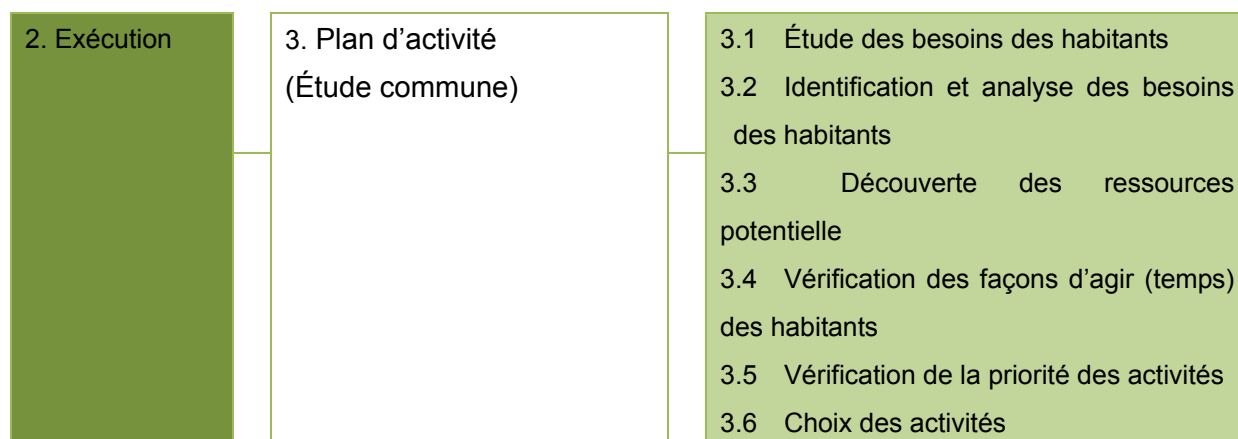 2. Exécution
3. Plan d’activité
(Étude commune)
3.1 Étude des besoins des habitants
3.2 Identification et analyse des besoins
des habitants
3.3 Découverte des ressources
potentielle
3.4 Vérification des façons d’agir (temps)
des habitants
3.5 Vérification de la priorité des activités
3.6 Choix des activités